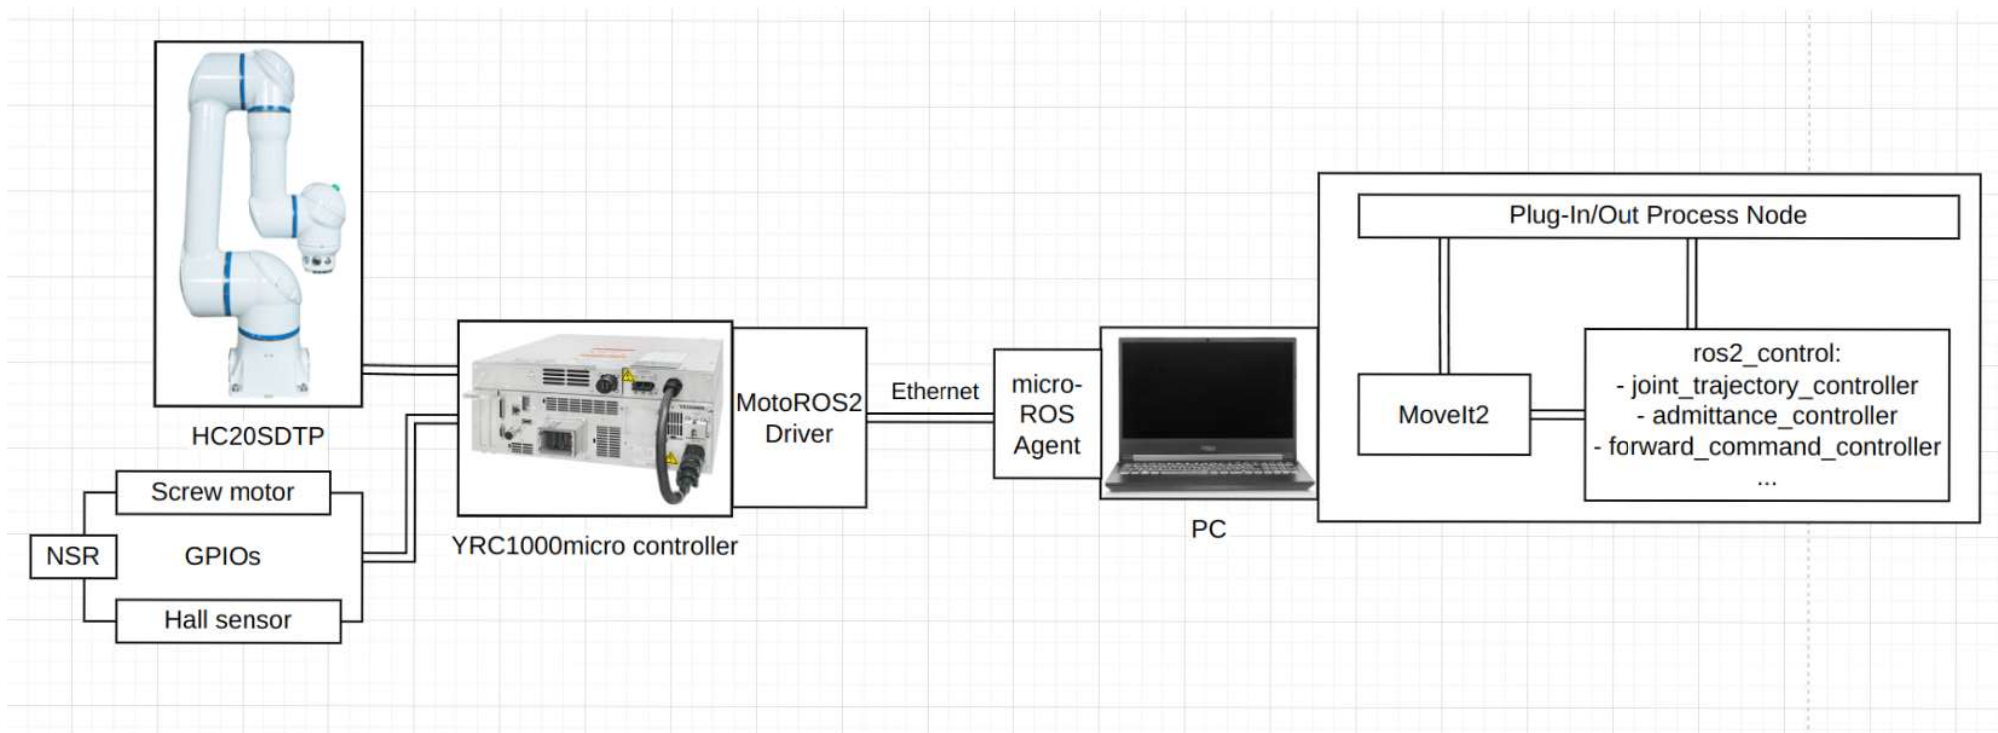 HC20SDTP
Screw motor
NSR
GPIOs
Hall sensor
YRC1000micro controller
MotoROS2
Driver
Ethernet
micro-
ROS
Agent
PC
Plug-In/Out Process Node
MoveIt2
ros2_control:
- joint_trajectory_controller
- admittance_controller
- forward_command_controller
...